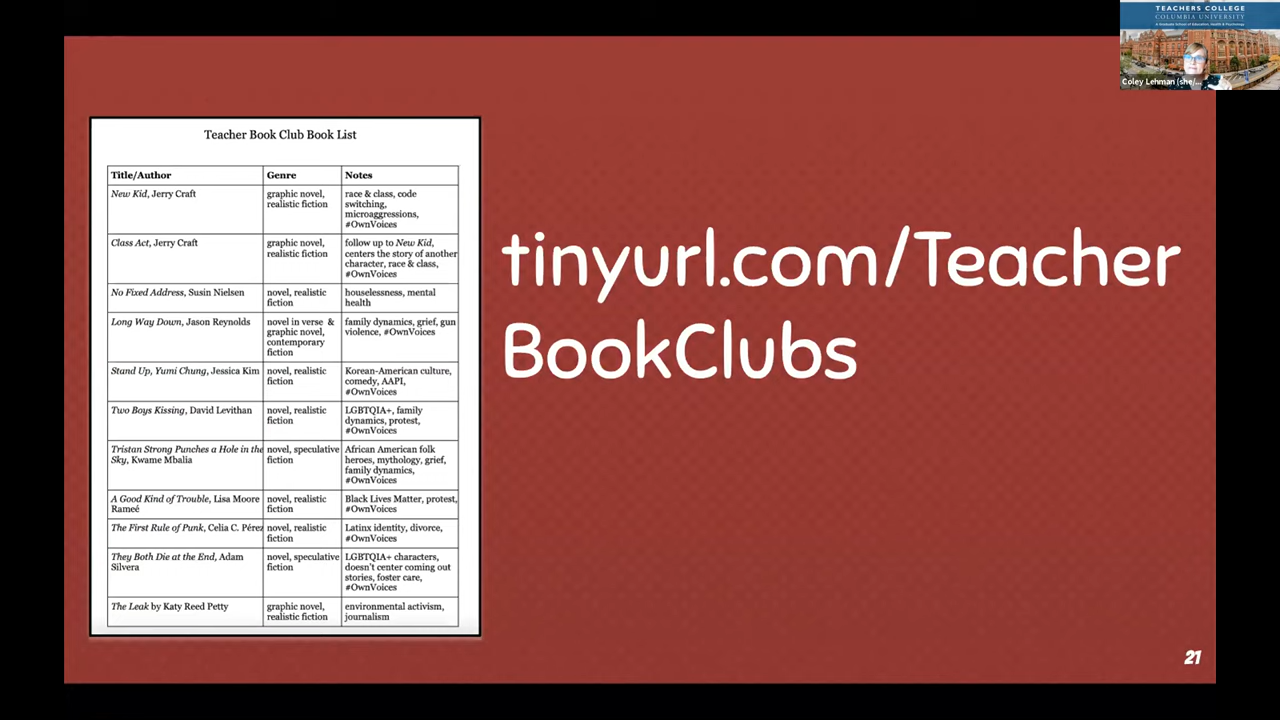 TEACHERS COLLEGE
COLUMBIA UNIVERSITY
A Graduate School of Education, Health & Psychology
Coley Lehman (she/...
Teacher Book Club Book List
Title/Author Genre Notes
New Kid, Jerry Craft
graphic novel,
realistic fiction
race & class, code
switching,
microaggressions,
#OwnVoices
Class Act, Jerry Craft
graphic novel,
realistic fiction
follow up to New Kid,
centers the story of another
character, race & class,
#OwnVoices
No Fixed Address, Susin Nielsen
novel, realistic
fiction
houselessness, mental
health
Long Way Down, Jason Reynolds
novel in verse &
graphic novel,
contemporary
fiction
family dynamics, grief, gun
violence, #OwnVoices
Stand Up, Yumi Chung, Jessica Kim
novel, realistic
fiction
Korean-American culture,
comedy, AAPI,
#OwnVoices
Two Boys Kissing, David Levithan
novel, realistic
fiction
LGBTQIA+, family
dynamics, protest,
#OwnVoices
Tristan Strong Punches a Hole in the
Sky, Kwame Mbalia
novel, speculative
fiction
African American folk
heroes, mythology, grief,
family dynamics,
#OwnVoices
A Good Kind of Trouble, Lisa Moore
Rameé
novel, realistic
fiction
Black Lives Matter, protest,
#OwnVoices
The First Rule of Punk, Celia C. Pérez
novel, realistic
fiction
Latinx identity, divorce,
#OwnVoices
They Both Die at the End, Adam
Silvera
novel, speculative
fiction
LGBTQIA+ characters,
doesn't center coming out
stories, foster care,
#OwnVoices
The Leak by Katy Reed Petty
graphic novel,
realistic fiction
environmental activism,
journalism
tinyurl.com/Teacher
BookClubs
21